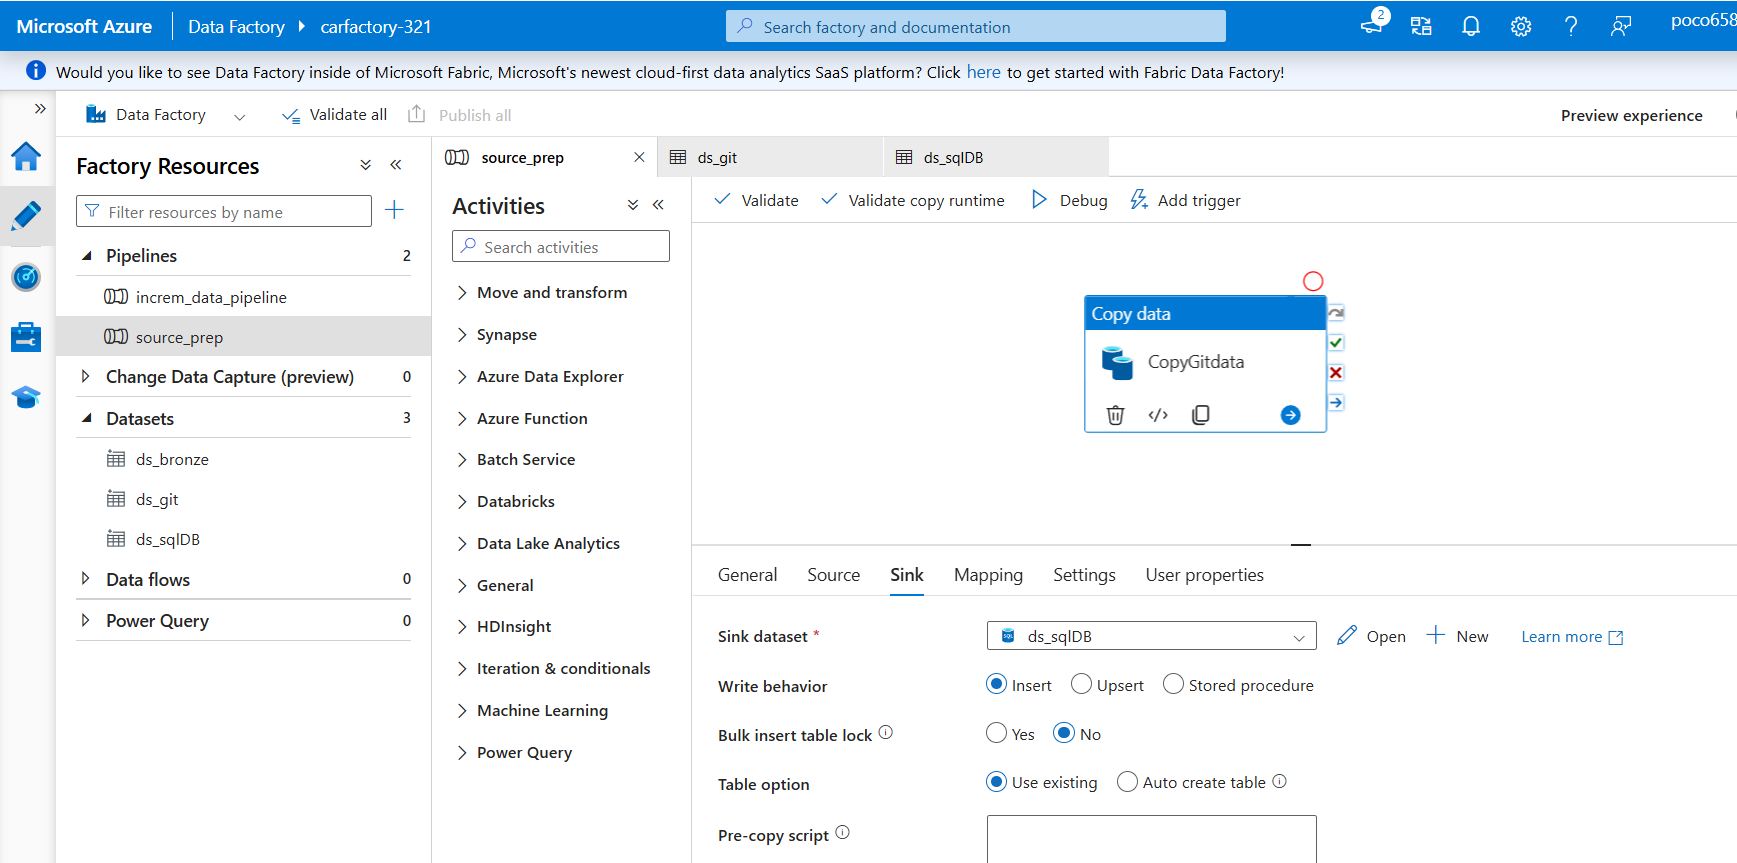 Microsoft Azure
Data Factory
carfactory-321
Search factory and documentation
2
poco658
Would you like to see Data Factory inside of Microsoft Fabric, Microsoft's newest cloud-first data analytics SaaS platform? Click here to get started with Fabric Data Factory!
Data Factory
Validate all
Publish all
Preview experience
Factory Resources
Filter resources by name
Pipelines 2
increm_data_pipeline
source_prep
Change Data Capture (preview) 0
Datasets 3
ds_bronze
ds_git
ds_sqlDB
Data flows 0
Power Query 0
source_prep
ds_git
ds_sqlDB
Activities
Search activities
Move and transform
Synapse
Azure Data Explorer
Azure Function
Batch Service
Databricks
Data Lake Analytics
General
HDInsight
Iteration & conditionals
Machine Learning
Power Query
Validate
Validate copy runtime
Debug
Add trigger
Copy data
CopyGitdata
General Source Sink Mapping Settings User properties
Sink dataset * ds_sqlDB Open New Learn more
Write behavior Insert Upsert Stored procedure
Bulk insert table lock Yes No
Table option Use existing Auto create table
Pre-copy script